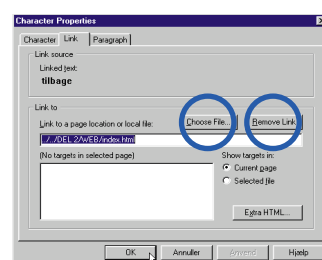 Character Properties
Character Link Paragraph
Link source
Linked text:
tilbage
Link to
Link to a page location or local file:
Choose File...
Remove Link
../../DEL 2/WEB/index.html
(No targets in selected page)
Show targets in:
Current page
Selected file
Extra HTML...
OK Annuller Anvend Hjælp